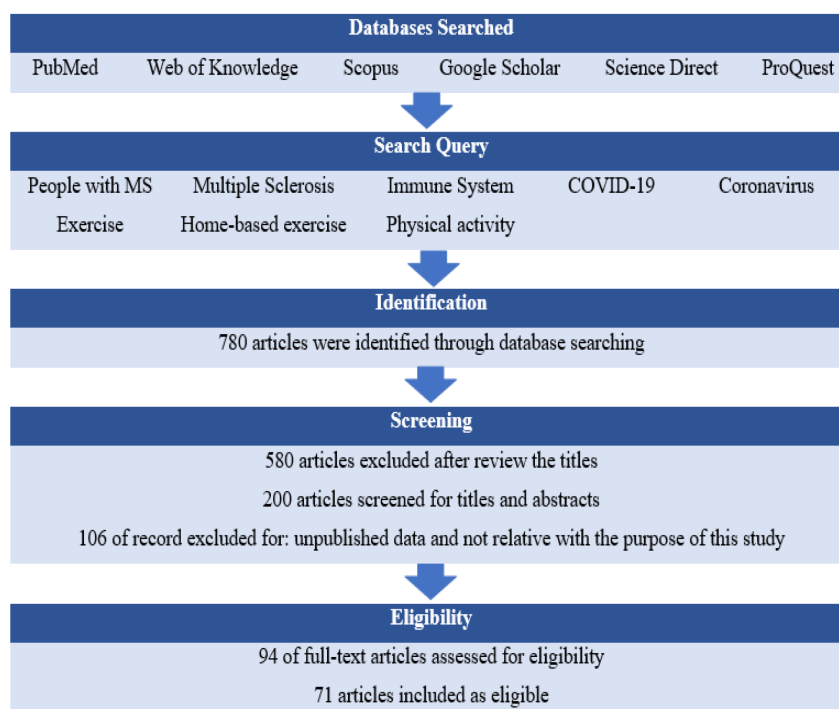 Databases Searched
PubMed Web of Knowledge Scopus Google Scholar Science Direct ProQuest
Search Query
People with MS Multiple Sclerosis Immune System COVID-19 Coronavirus
Exercise Home-based exercise Physical activity
Identification
780 articles were identified through database searching
Screening
580 articles excluded after review the titles
200 articles screened for titles and abstracts
106 of record excluded for: unpublished data and not relative with the purpose of this study
Eligibility
94 of full-text articles assessed for eligibility
71 articles included as eligible